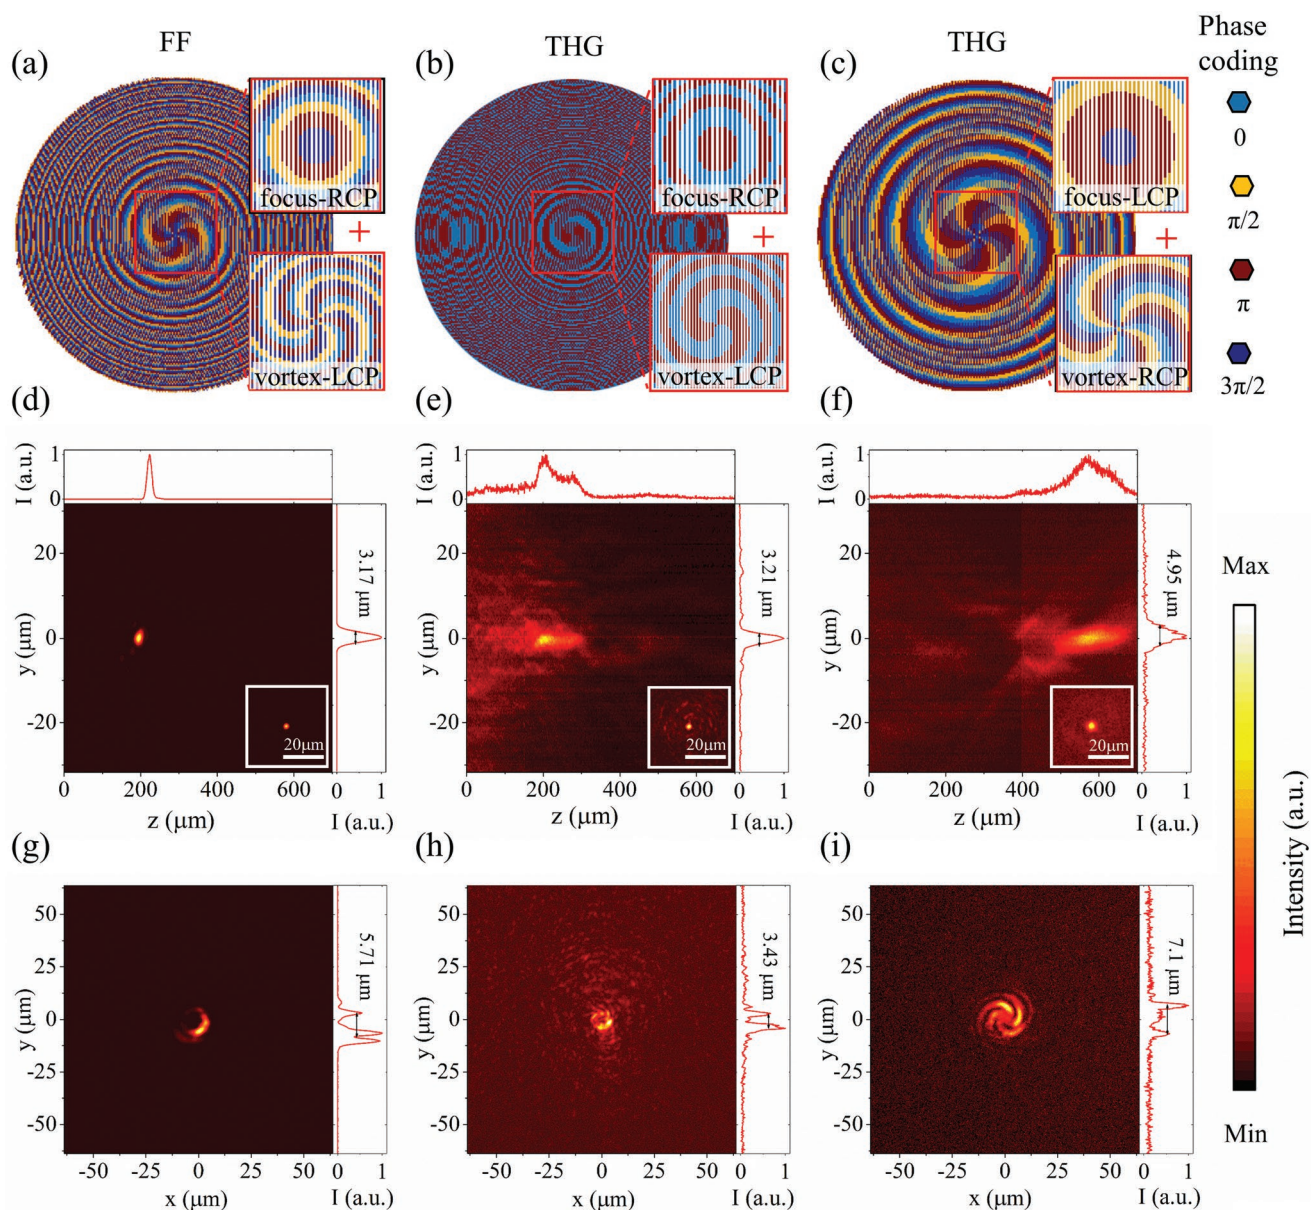 FF
THG
THG
Phase
coding
(a)
(b)
(c)
focus-RCP
focus-RCP
focus-LCP
+
+
+
vortex-LCP
vortex-LCP
vortex-RCP
0
π/2
π
3π/2
(d)
(e)
(f)
I (a.u.)
1
0
I (a.u.)
1
0
I (a.u.)
1
0
y (μm)
20
0
-20
3.17 μm
20μm
0 200 400 600
z (μm)
0 1
I (a.u.)
y (μm)
20
0
-20
3.21 μm
20μm
0 200 400 600
z (μm)
0 1
I (a.u.)
y (μm)
20
0
-20
4.95 μm
20μm
0 200 400 600
z (μm)
0 1
I (a.u.)
(g)
(h)
(i)
y (μm)
50
25
0
-25
-50
5.71 μm
-50 -25 0 25 50
x (μm)
0 1
I (a.u.)
y (μm)
50
25
0
-25
-50
3.43 μm
-50 -25 0 25 50
x (μm)
0 1
I (a.u.)
y (μm)
50
25
0
-25
-50
7.1 μm
-50 -25 0 25 50
x (μm)
0 1
I (a.u.)
Max
Intensity (a.u.)
Min